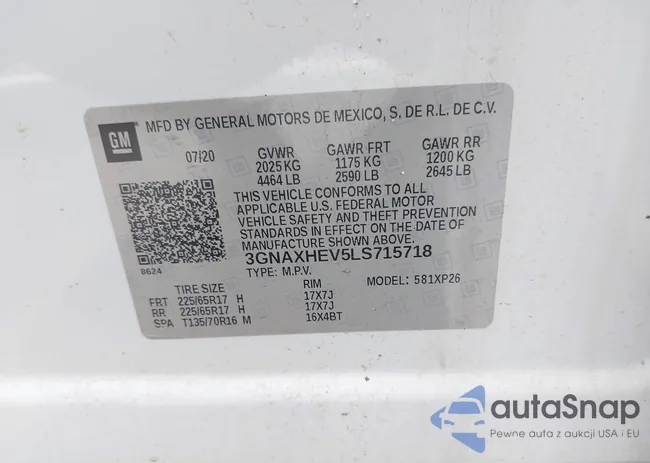 GM
MFD BY GENERAL MOTORS DE MEXICO, S. DE R.L. DE C.V.
07/20 GVWR GAWR FRT GAWR RR
2025 KG 1175 KG 1200 KG
4464 LB 2590 LB 2645 LB
THIS VEHICLE CONFORMS TO ALL
APPLICABLE U.S. FEDERAL MOTOR
VEHICLE SAFETY AND THEFT PREVENTION
STANDARDS IN EFFECT ON THE DATE OF
MANUFACTURE SHOWN ABOVE.
8624 3GNAXHEV5LS715718
TYPE: M.P.V. MODEL: 581XP26
TIRE SIZE RIM
FRT 225/65R17 H 17X7J
RR 225/65R17 H 17X7J
SPA T135/70R16 M 16X4BT
autaSnap
Pewne auta z aukcji USA i EU